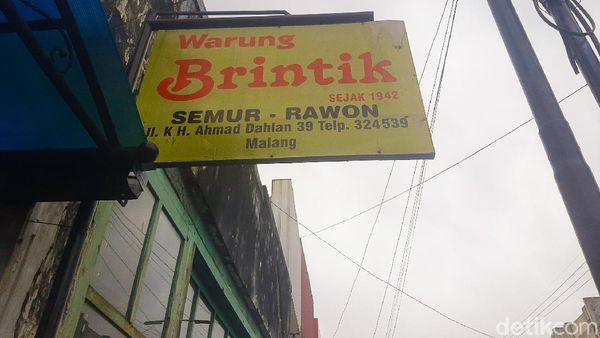 Warung
Brintik
SEJAK 1942
SEMUR - RAWON
Jl. K H. Ahmad Dahlan 39 Telp. 324539
Malang
detikcom